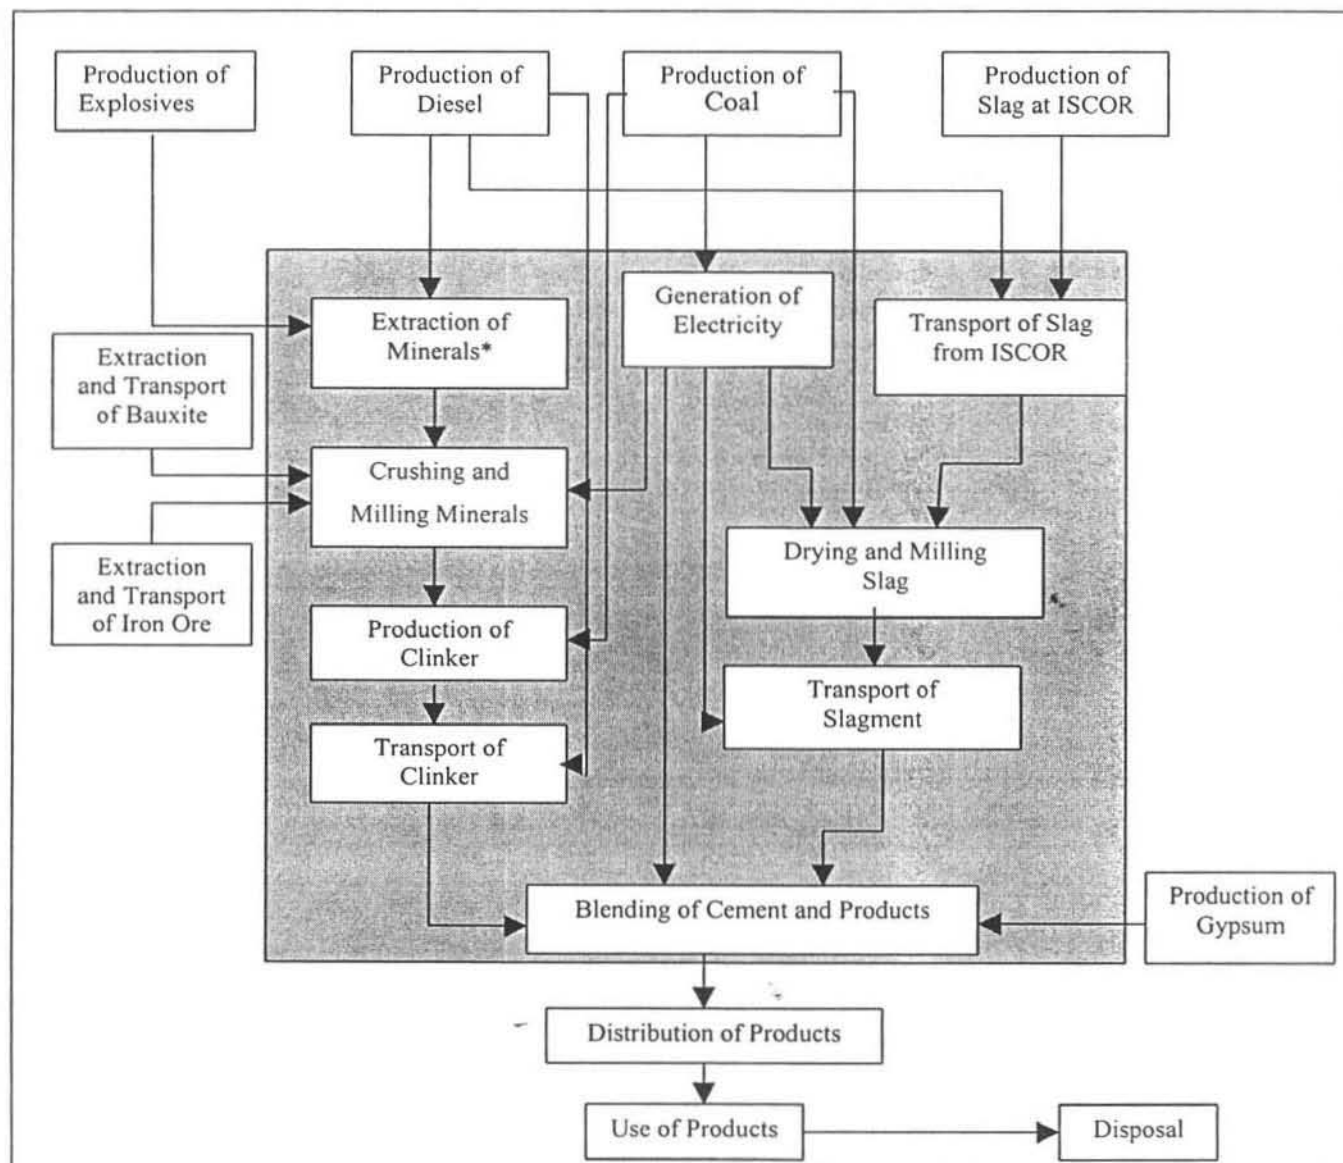 Production of
Explosives
Production of
Diesel
Production of
Coal
Production of
Slag at ISCOR
Extraction of
Minerals*
Generation of
Electricity
Transport of Slag
from ISCOR
Extraction
and Transport
of Bauxite
Crushing and
Milling Minerals
Extraction
and Transport
of Iron Ore
Drying and Milling
Slag
Production of
Clinker
Transport of
Slagment
Transport of
Clinker
Blending of Cement and Products
Production of
Gypsum
Distribution of Products
Use of Products
Disposal